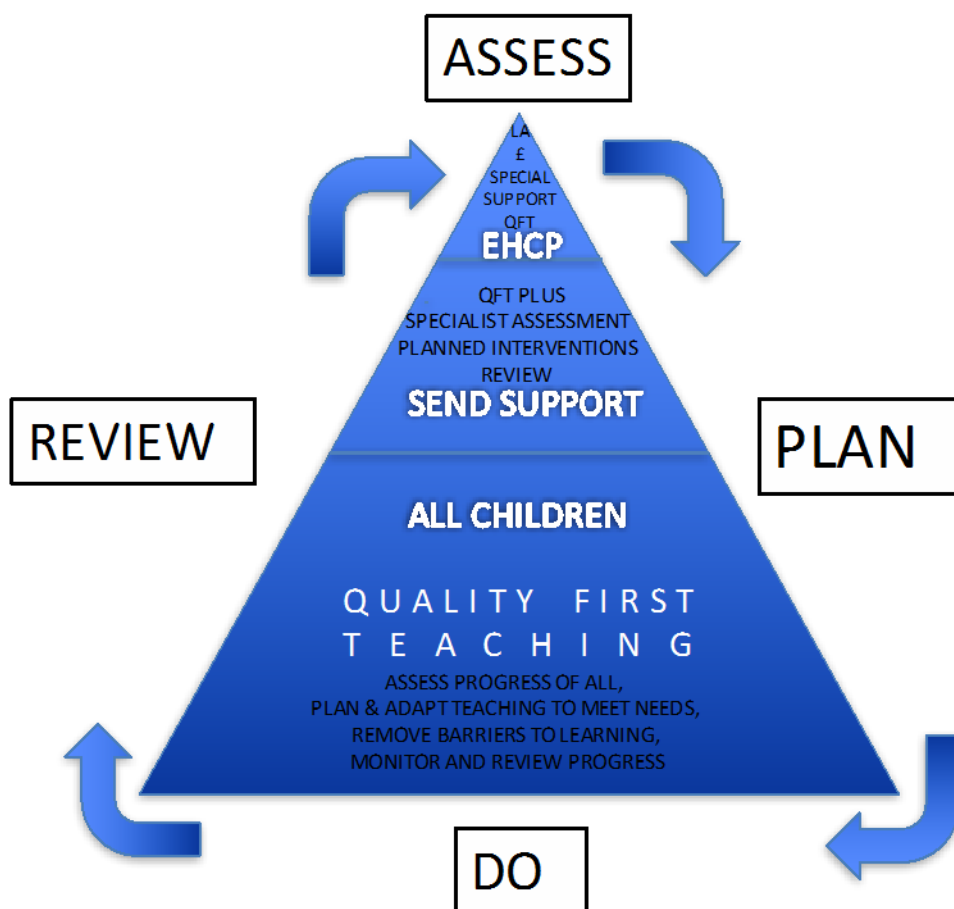 ASSESS
LA
£
SPECIAL
SUPPORT
QFT
EHCP
QFT PLUS
SPECIALIST ASSESSMENT
PLANNED INTERVENTIONS
REVIEW
SEND SUPPORT
REVIEW
PLAN
ALL CHILDREN
QUALITY FIRST
TEACHING
ASSESS PROGRESS OF ALL,
PLAN & ADAPT TEACHING TO MEET NEEDS,
REMOVE BARRIERS TO LEARNING,
MONITOR AND REVIEW PROGRESS
DO